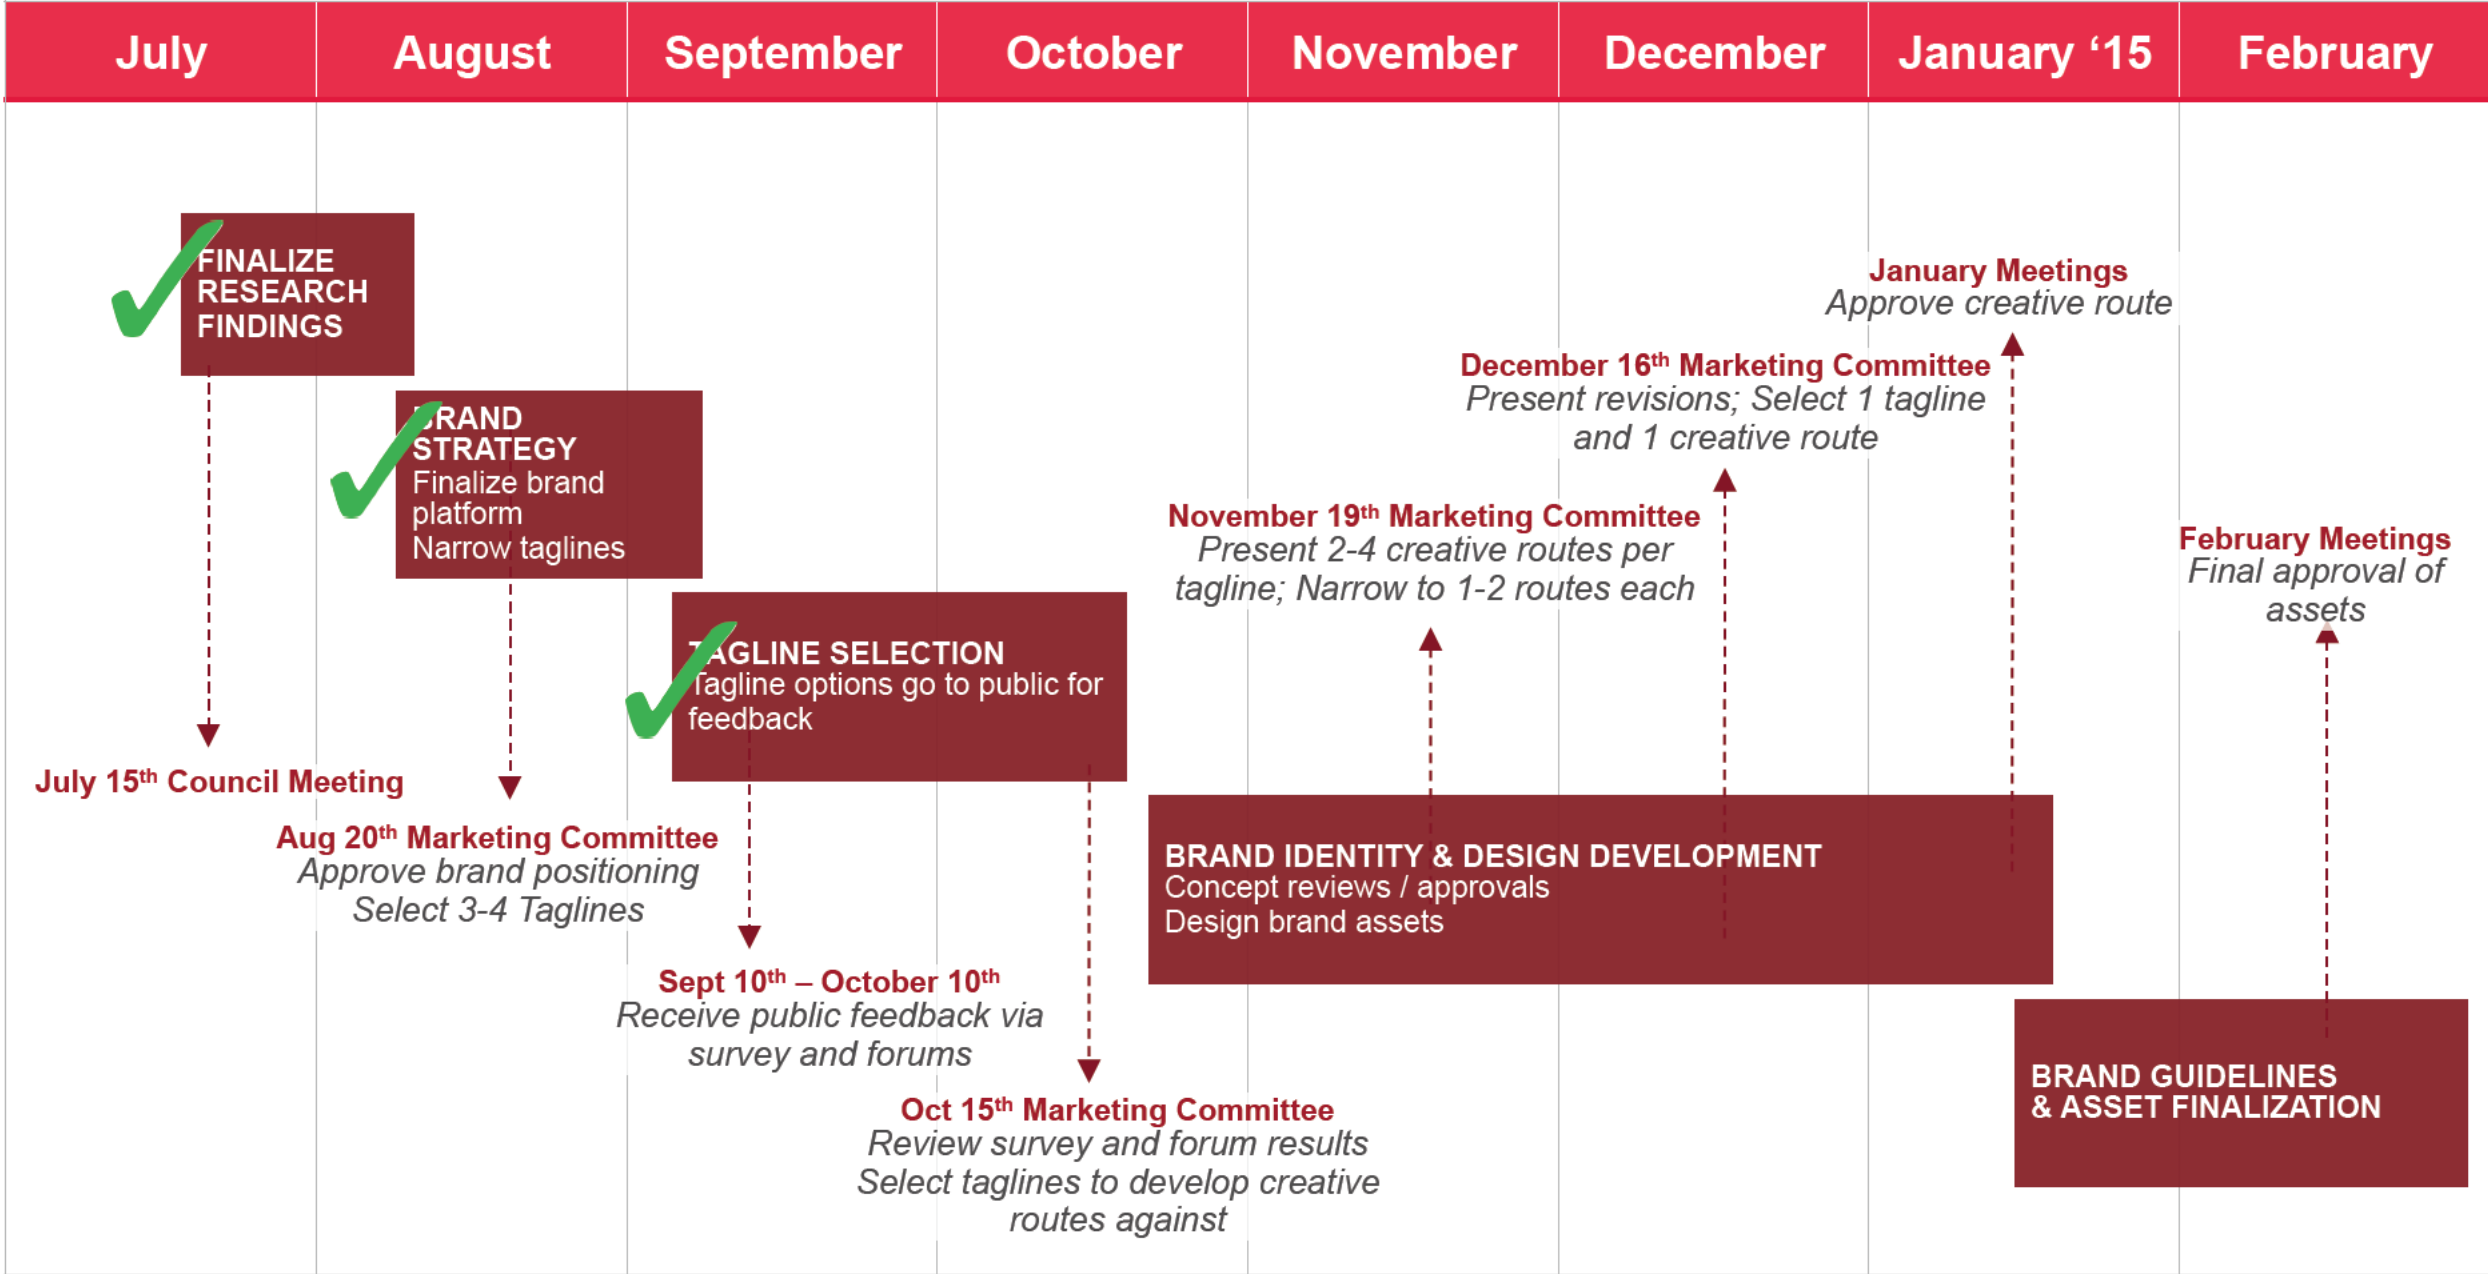 July
August
September
October
November
December
January ‘15
February
FINALIZE
RESEARCH
FINDINGS
July 15th Council Meeting
BRAND
STRATEGY
Finalize brand
platform
Narrow taglines
Aug 20th Marketing Committee
Approve brand positioning
Select 3-4 Taglines
TAGLINE SELECTION
Tagline options go to public for
feedback
Sept 10th – October 10th
Receive public feedback via
survey and forums
Oct 15th Marketing Committee
Review survey and forum results
Select taglines to develop creative
routes against
BRAND IDENTITY & DESIGN DEVELOPMENT
Concept reviews / approvals
Design brand assets
November 19th Marketing Committee
Present 2-4 creative routes per
tagline; Narrow to 1-2 routes each
December 16th Marketing Committee
Present revisions; Select 1 tagline
and 1 creative route
January Meetings
Approve creative route
BRAND GUIDELINES
& ASSET FINALIZATION
February Meetings
Final approval of
assets